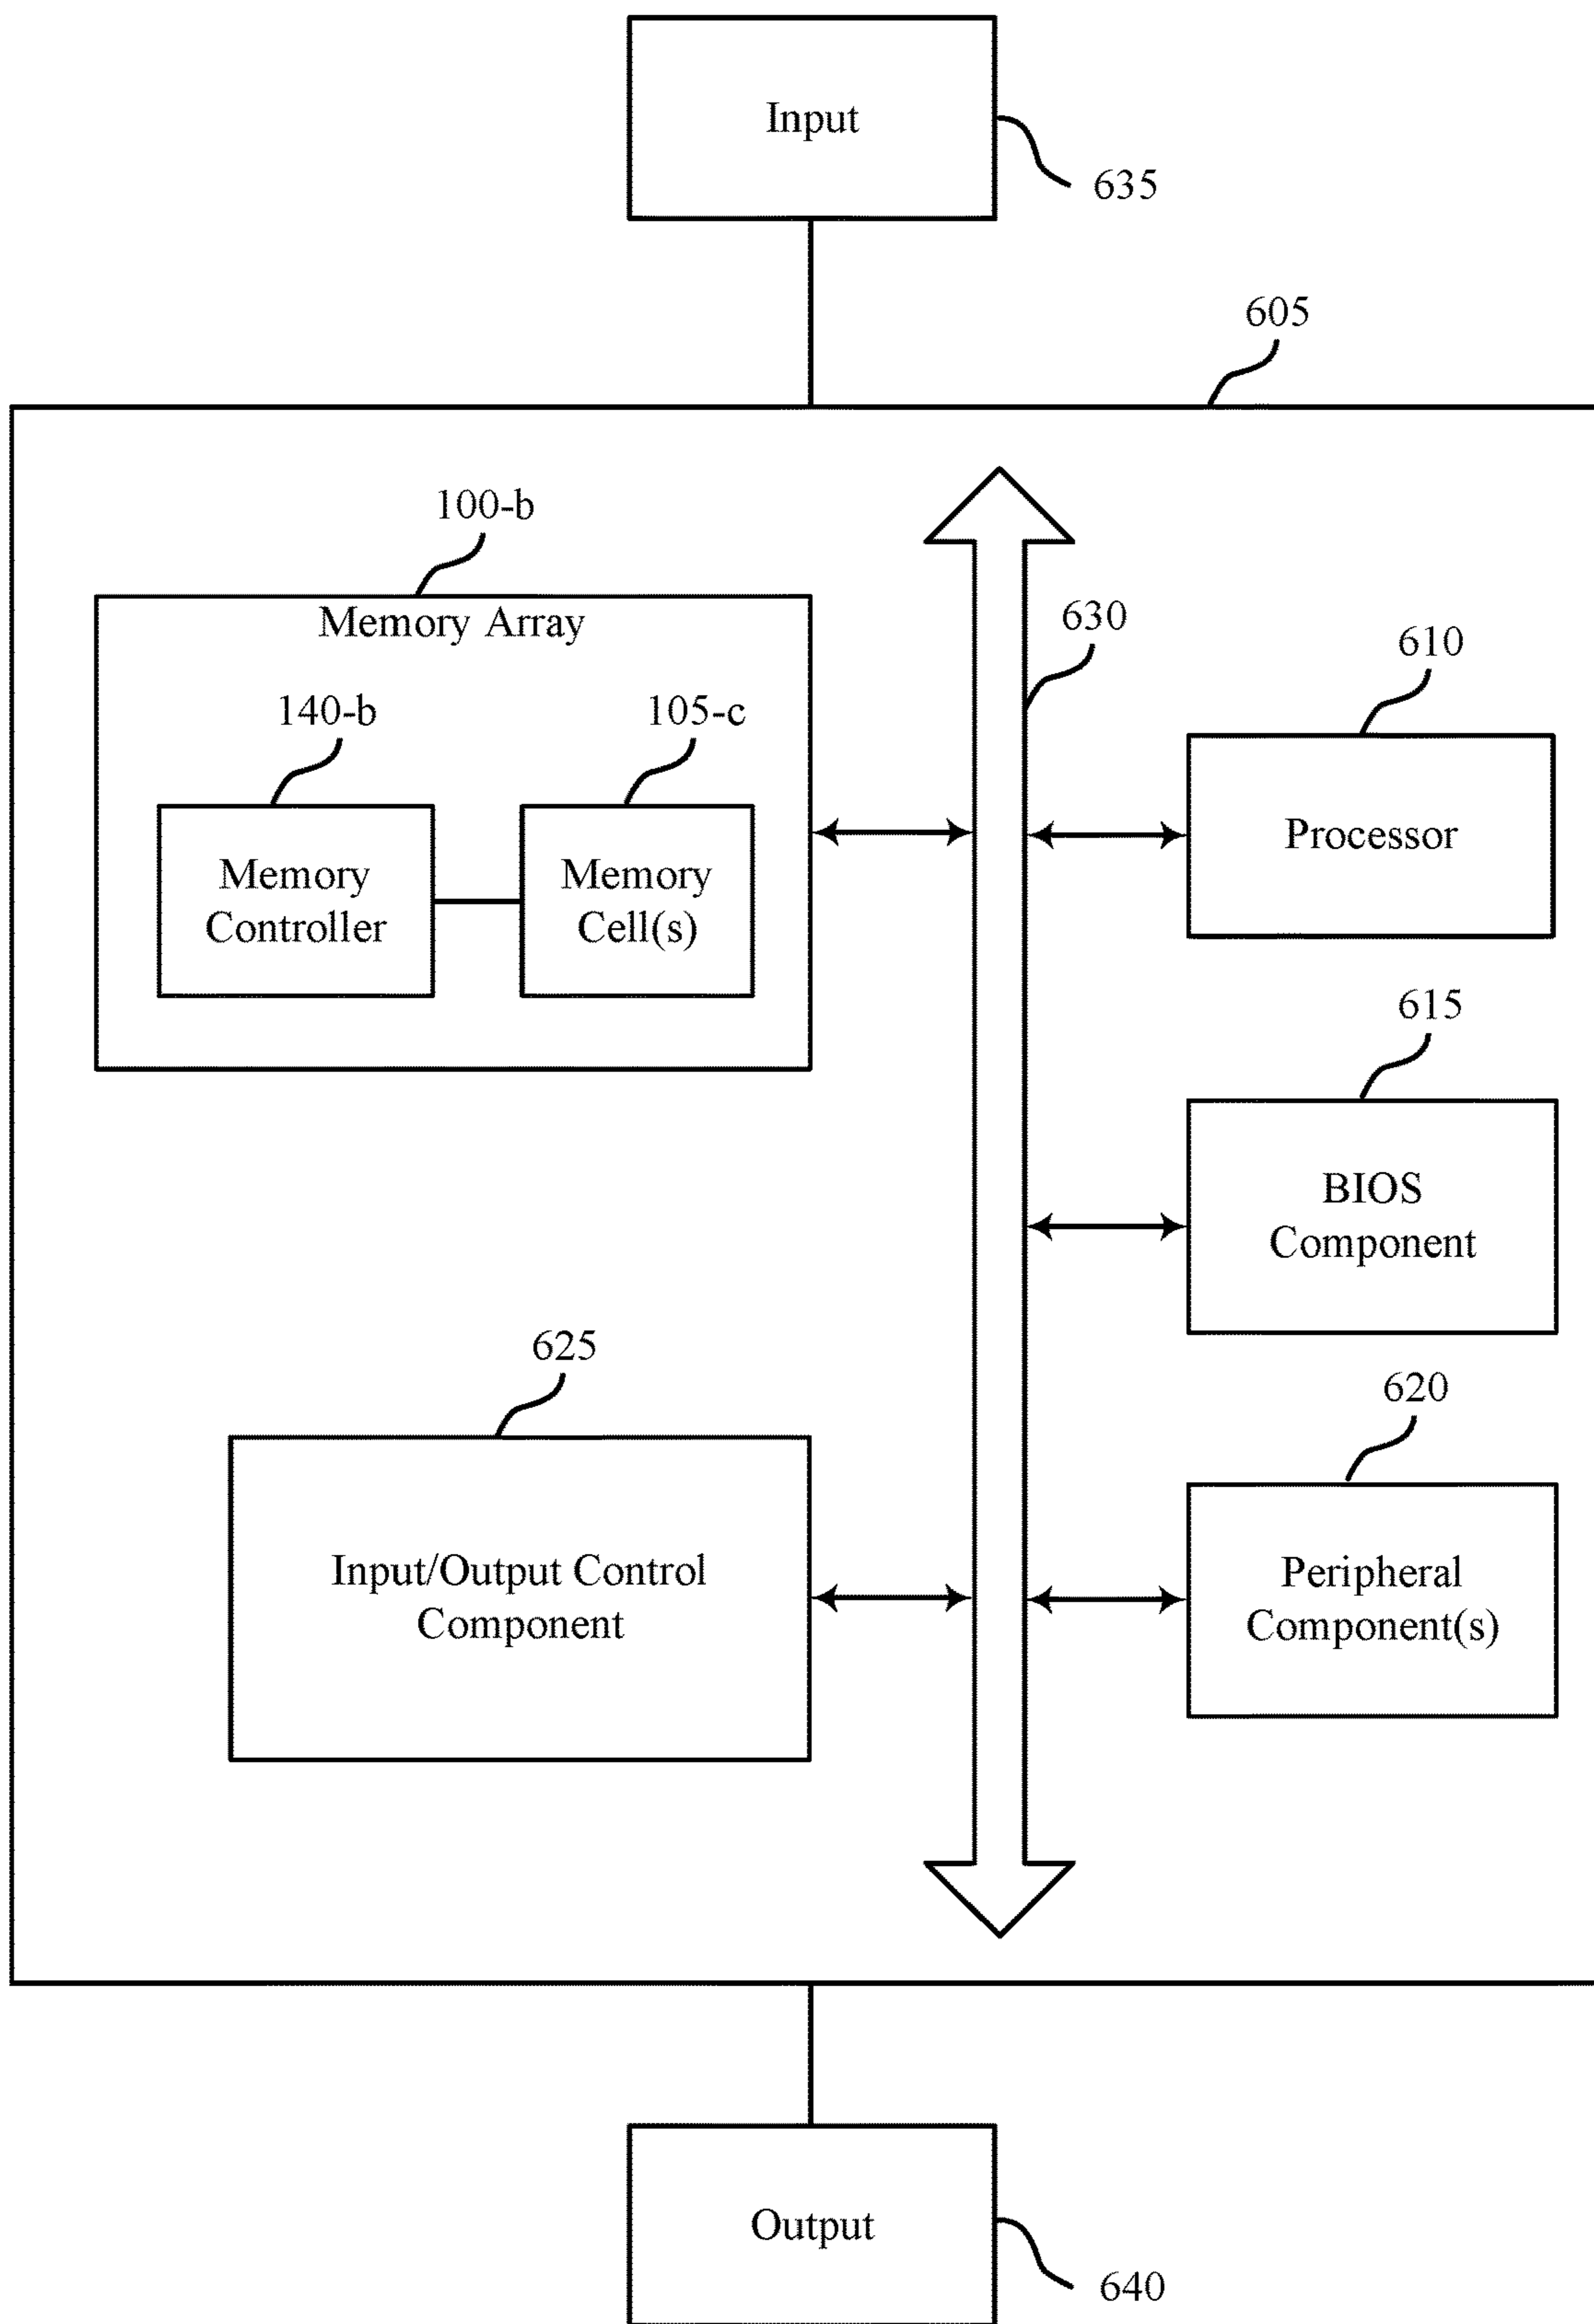 Input
635
605
100-b
Memory Array
630
610
140-b
105-c
Memory
Controller
Memory
Cell(s)
Processor
615
BIOS
Component
625
620
Input/Output Control
Component
Peripheral
Component(s)
Output
640